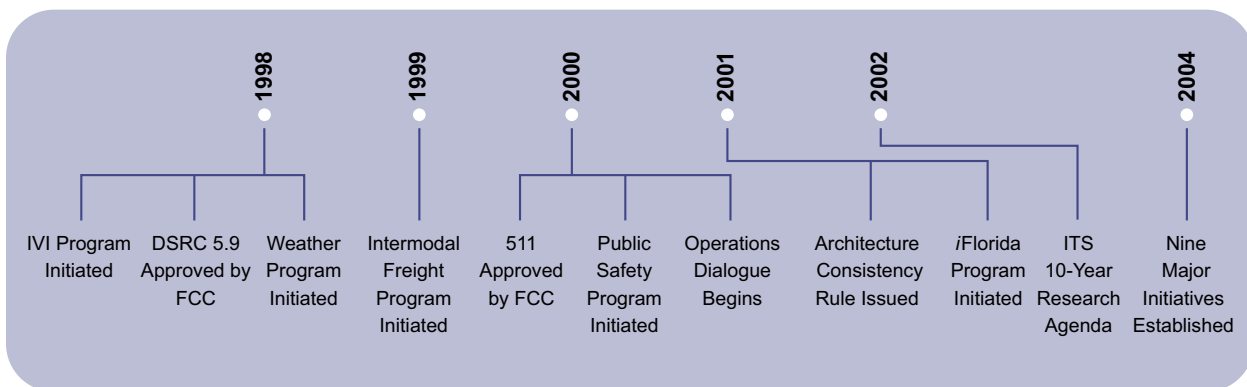 1998
1999
2000
2001
2002
2004
IVI Program
Initiated
DSRC 5.9
Approved by
FCC
Weather
Program
Initiated
Intermodal
Freight
Program
Initiated
511
Approved
by FCC
Public
Safety
Program
Initiated
Operations
Dialogue
Begins
Architecture
Consistency
Rule Issued
iFlorida
Program
Initiated
ITS
10-Year
Research
Agenda
Nine
Major
Initiatives
Established